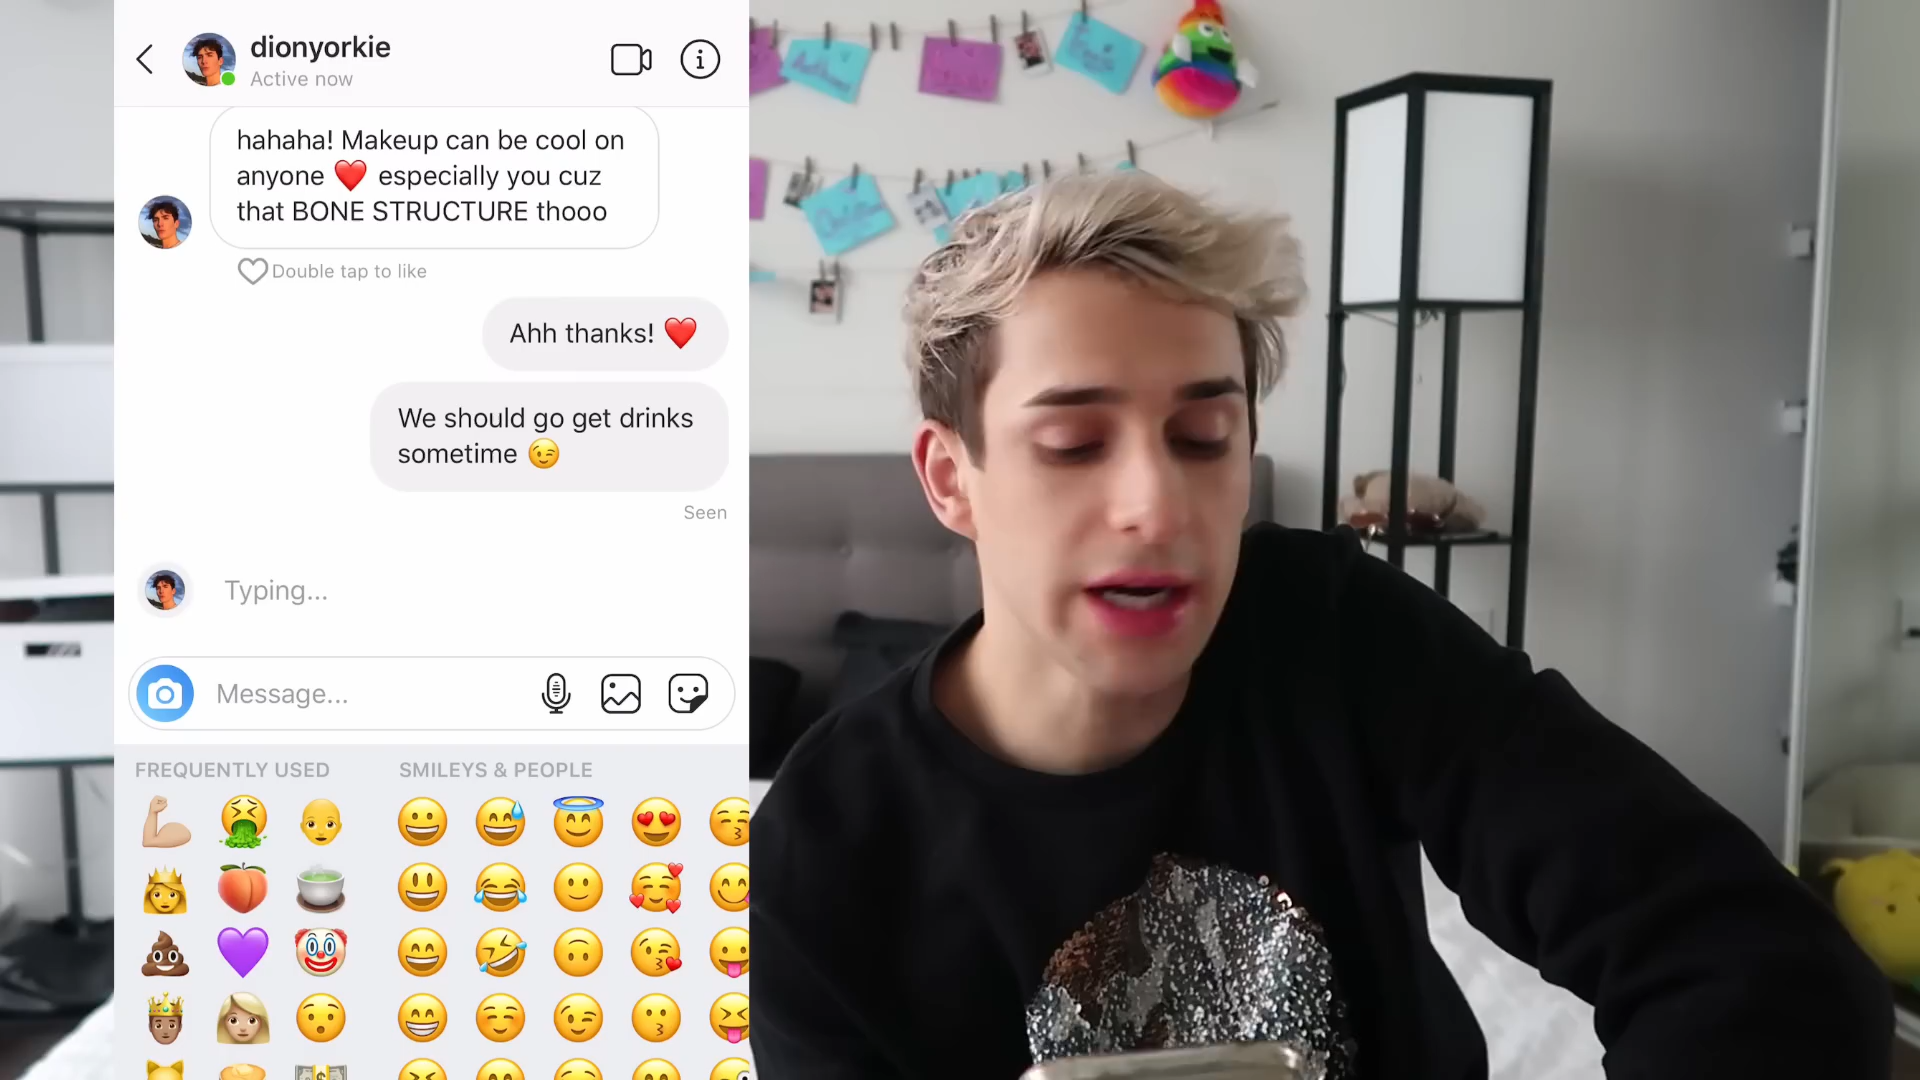 dionyorkie
Active now
hahaha! Makeup can be cool on
anyone ❤️ especially you cuz
that BONE STRUCTURE thooo
Double tap to like
Ahh thanks! ❤️
We should go get drinks
sometime 😉
Seen
Typing...
Message...
FREQUENTLY USED
SMILEYS & PEOPLE